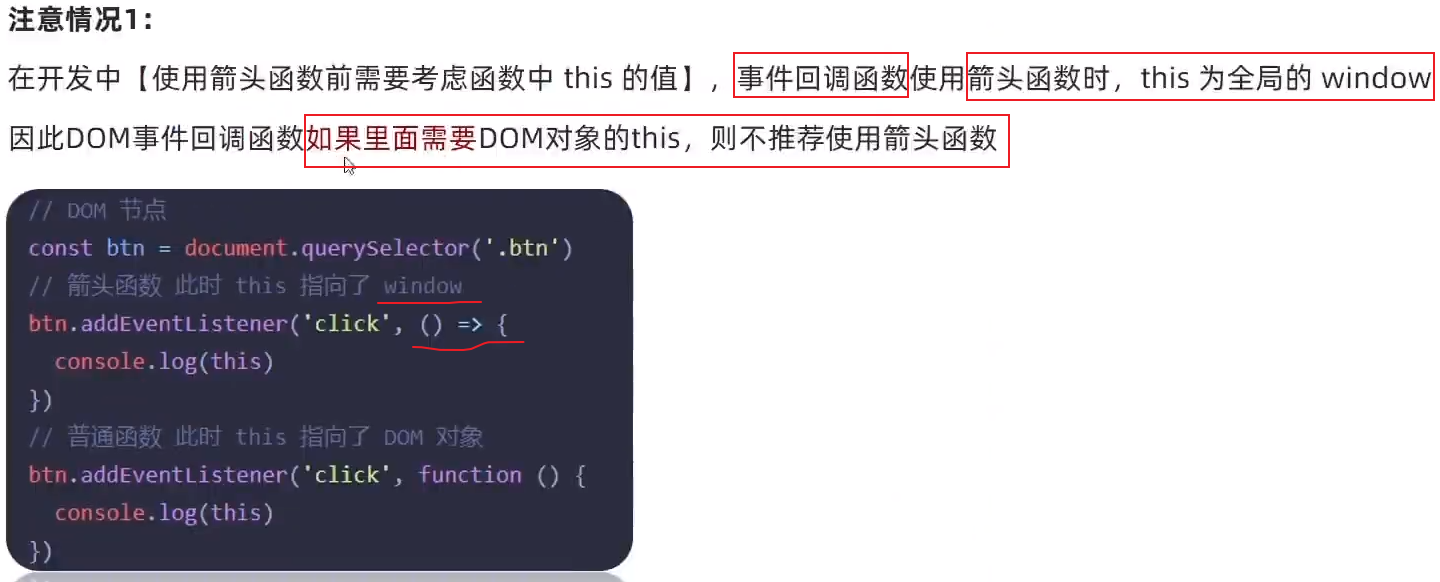 注意情况1：
在开发中【使用箭头函数前需要考虑函数中 this 的值】，事件回调函数使用箭头函数时，this 为全局的 window
因此DOM事件回调函数如果里面需要DOM对象的this，则不推荐使用箭头函数
// DOM 节点
const btn = document.querySelector('.btn')
// 箭头函数 此时 this 指向了 window
btn.addEventListener('click', () => {
  console.log(this)
})
// 普通函数 此时 this 指向了 DOM 对象
btn.addEventListener('click', function () {
  console.log(this)
})